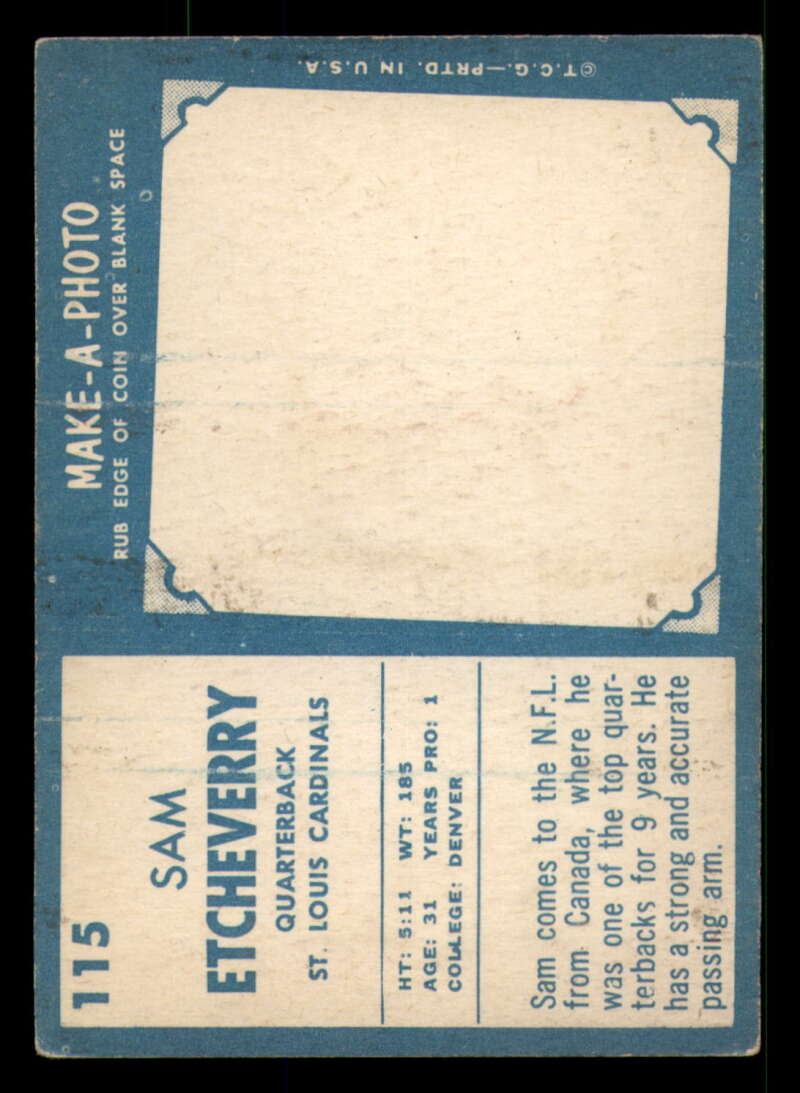 115
SAM
ETCHEVERRY
QUARTERBACK
ST. LOUIS CARDINALS
HT: 5:11 WT: 185
AGE: 31 YEARS PRO: 1
COLLEGE: DENVER
Sam comes to the N.F.L.
from Canada, where he
was one of the top quar-
terbacks for 9 years. He
has a strong and accurate
passing arm.
MAKE-A-PHOTO
RUB EDGE OF COIN OVER BLANK SPACE
©T.C.G.—PRTD. IN U.S.A.